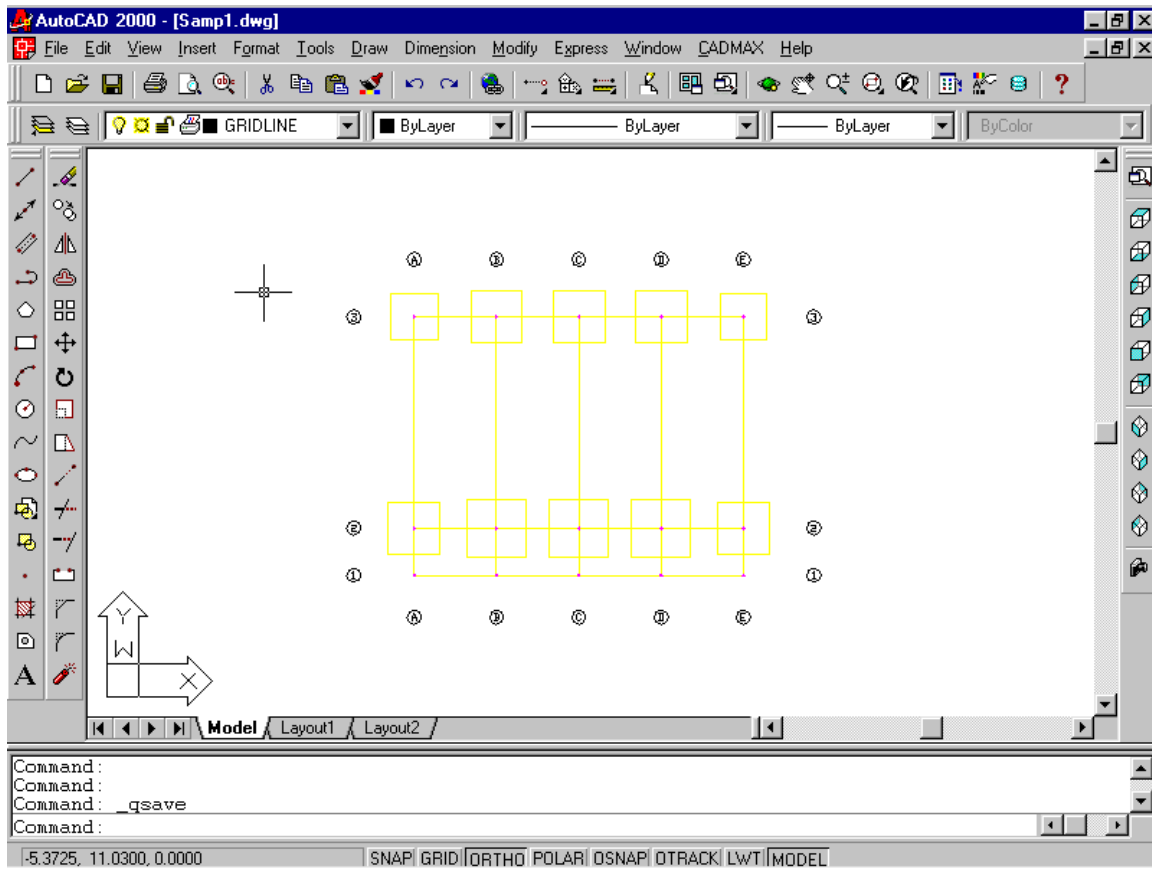 AutoCAD 2000 - [Samp1.dwg]
File Edit View Insert Format Tools Draw Dimension Modify Express Window CADMAX Help
GRIDLINE ByLayer ByLayer ByLayer ByColor
A B C D E
3 3
2 2
1 1
A B C D E
Y
W
X
A
Model Layout1 Layout2
Command:
Command:
Command: _qsave
Command:
-5.3725, 11.0300, 0.0000 SNAP GRID ORTHO POLAR OSNAP OTRACK LWT MODEL